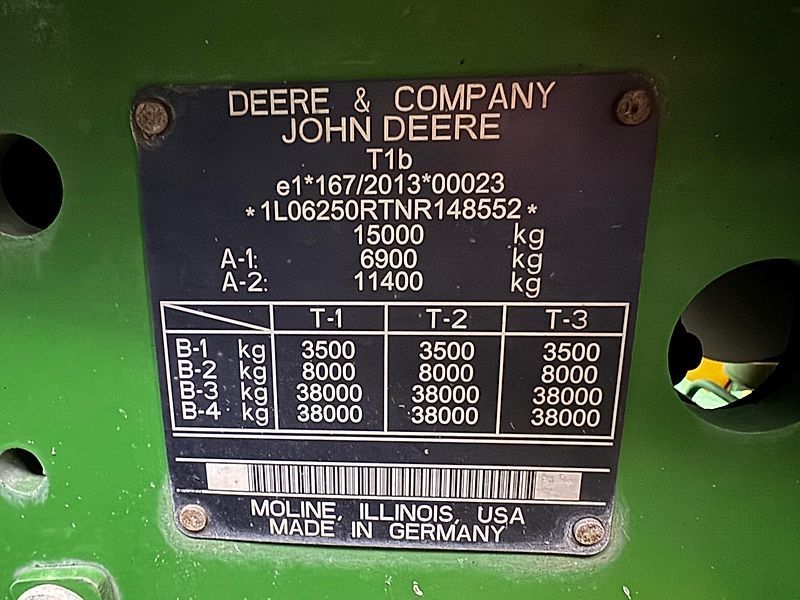 DEERE & COMPANY
JOHN DEERE
T1b
e1*167/2013*00023
*1L06250RTNR148552*
15000 kg
A-1: 6900 kg
A-2: 11400 kg
T-1 T-2 T-3
B-1 kg 3500 3500 3500
B-2 kg 8000 8000 8000
B-3 kg 38000 38000 38000
B-4 kg 38000 38000 38000
MOLINE, ILLINOIS, USA
MADE IN GERMANY